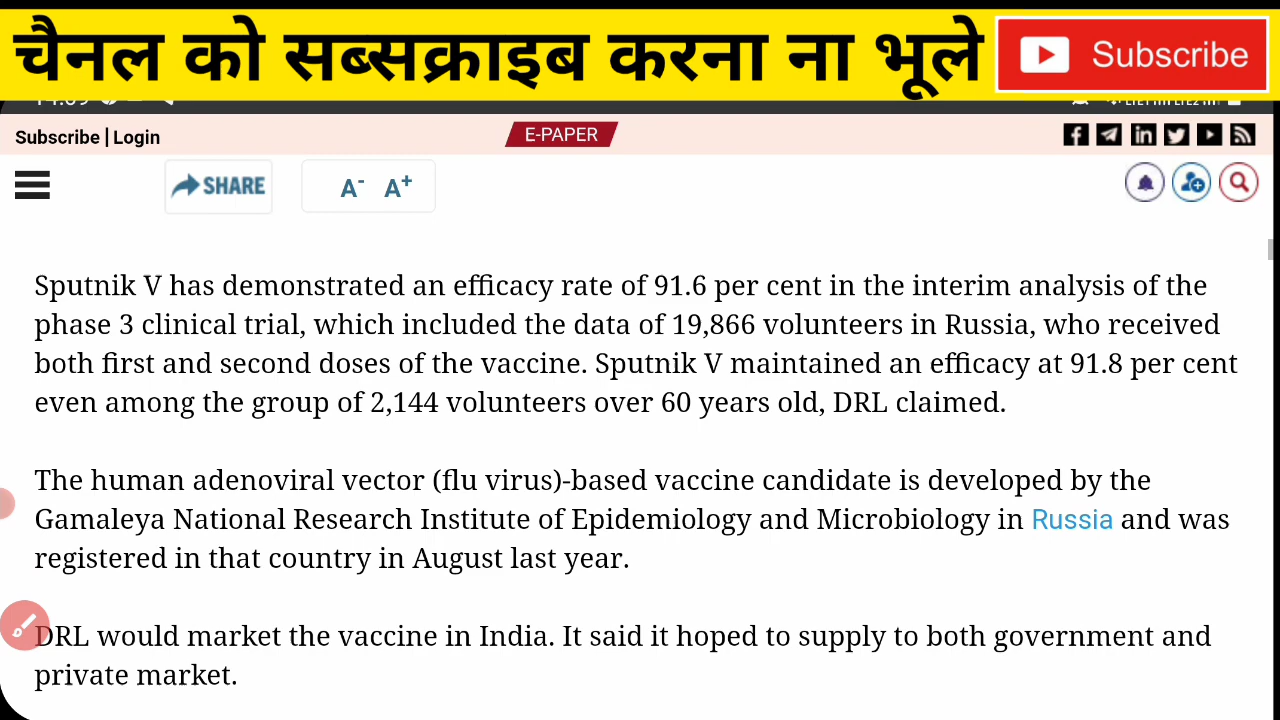 चैनल को सब्सक्राइब करना ना भूले Subscribe
Subscribe | Login E-PAPER
SHARE A- A+
Sputnik V has demonstrated an efficacy rate of 91.6 per cent in the interim analysis of the
phase 3 clinical trial, which included the data of 19,866 volunteers in Russia, who received
both first and second doses of the vaccine. Sputnik V maintained an efficacy at 91.8 per cent
even among the group of 2,144 volunteers over 60 years old, DRL claimed.
The human adenoviral vector (flu virus)-based vaccine candidate is developed by the
Gamaleya National Research Institute of Epidemiology and Microbiology in Russia and was
registered in that country in August last year.
DRL would market the vaccine in India. It said it hoped to supply to both government and
private market.